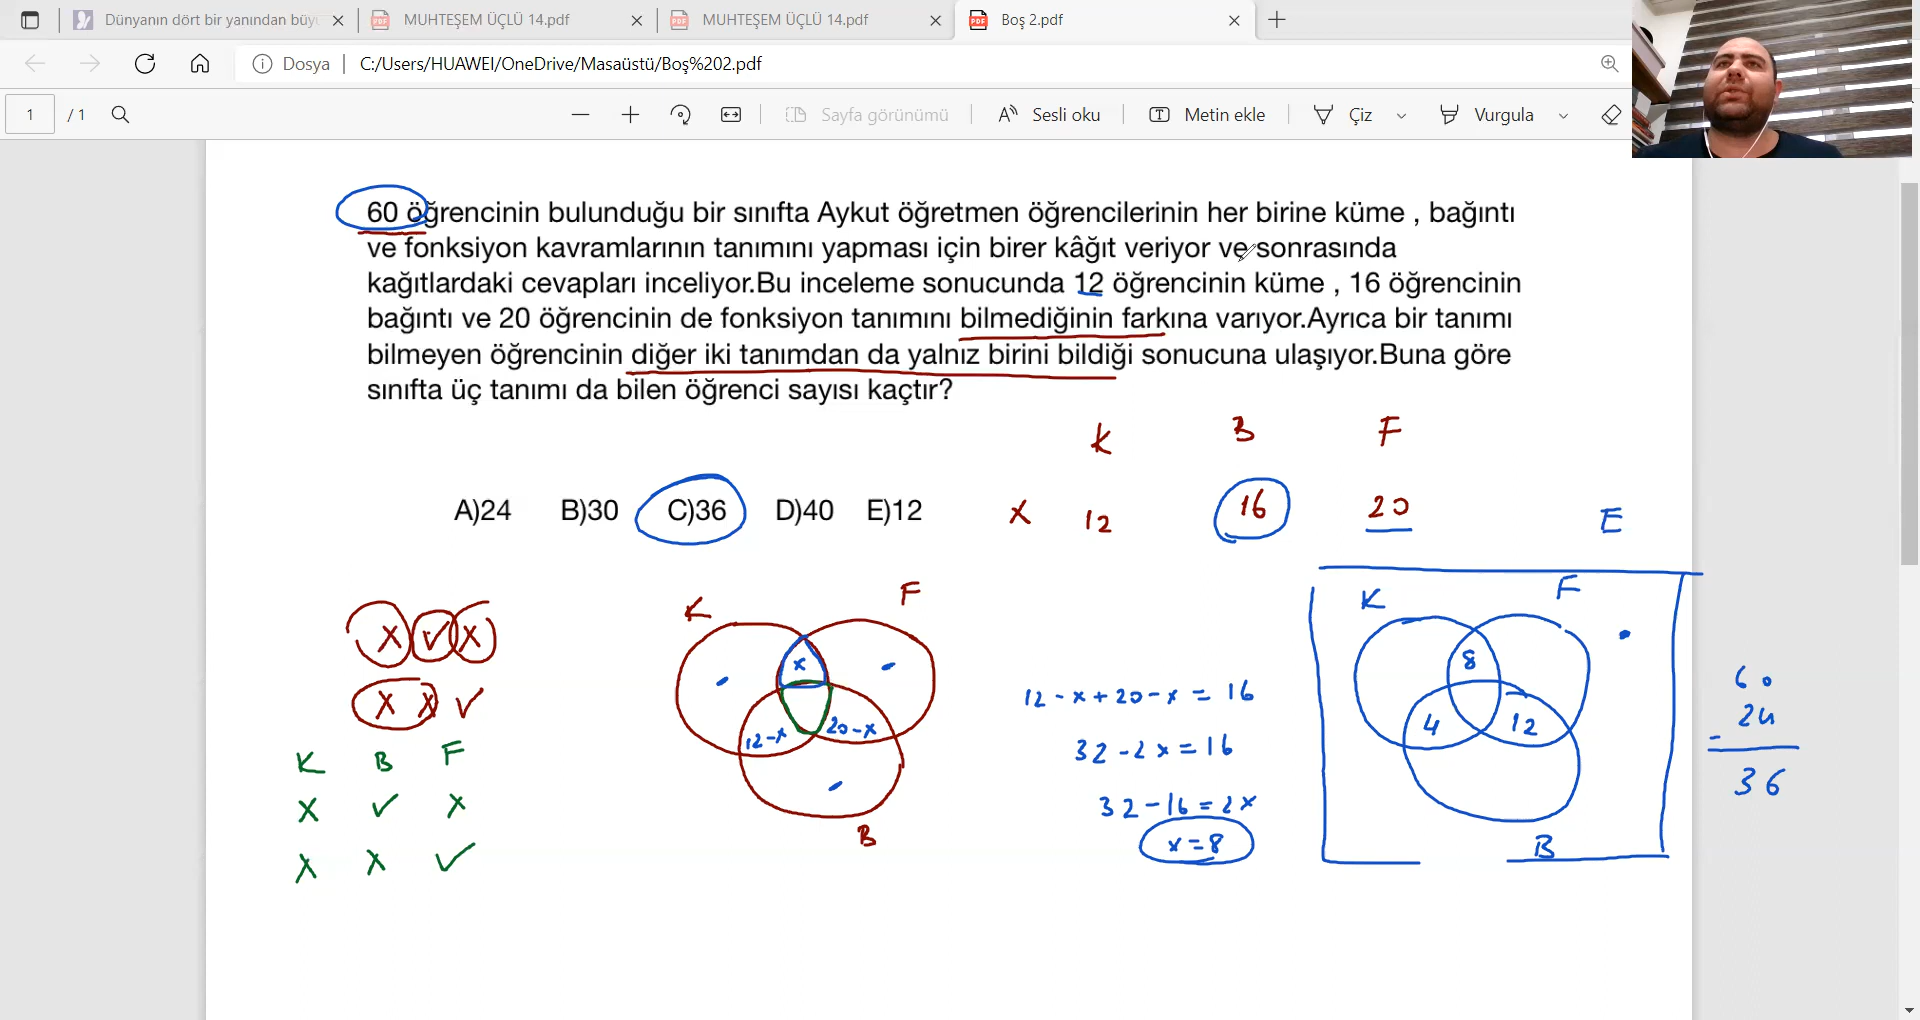 Dünyanın dört bir yanından büyü
MUHTEŞEM ÜÇLÜ 14.pdf
MUHTEŞEM ÜÇLÜ 14.pdf
Boş 2.pdf
Dosya C:/Users/HUAWEI/OneDrive/Masaüstü/Boş%202.pdf
1 / 1 Sayfa görünümü Sesli oku Metin ekle Çiz Vurgula
60 öğrencinin bulunduğu bir sınıfta Aykut öğretmen öğrencilerinin her birine küme , bağıntı
ve fonksiyon kavramlarının tanımını yapması için birer kâğıt veriyor ve sonrasında
kağıtlardaki cevapları inceliyor.Bu inceleme sonucunda 12 öğrencinin küme , 16 öğrencinin
bağıntı ve 20 öğrencinin de fonksiyon tanımını bilmediğinin farkına varıyor.Ayrıca bir tanımı
bilmeyen öğrencinin diğer iki tanımdan da yalnız birini bildiği sonucuna ulaşıyor.Buna göre
sınıfta üç tanımı da bilen öğrenci sayısı kaçtır?
K B F
A)24 B)30 C)36 D)40 E)12
X 12 16 20
E
K F
x
12-x 20-x
B
X ✓ X
X X ✓
K B F
X ✓ X
X X ✓
12-x+20-x=16
32-2x=16
32-16=2x
x=8
K F
8
4 12
B
60
24
-
36